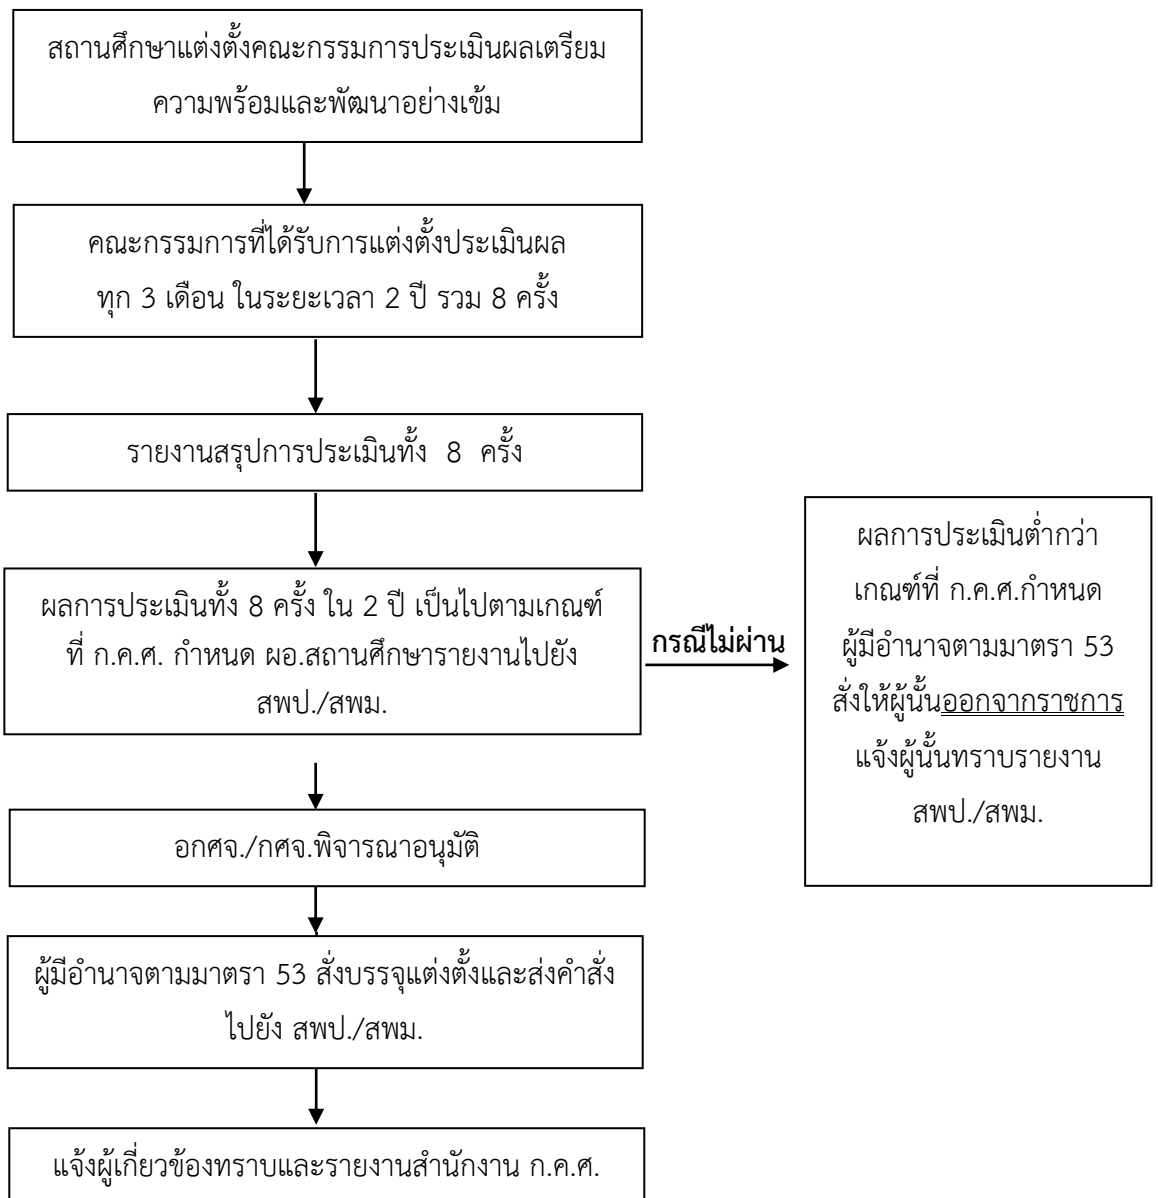 สถานศึกษาแต่งตั้งคณะกรรมการประเมินผลเตรียม
ความพร้อมและพัฒนาอย่างเข้ม
คณะกรรมการที่ได้รับการแต่งตั้งประเมินผล
ทุก 3 เดือน ในระยะเวลา 2 ปี รวม 8 ครั้ง
รายงานสรุปการประเมินทั้ง 8 ครั้ง
ผลการประเมินทั้ง 8 ครั้ง ใน 2 ปี เป็นไปตามเกณฑ์
ที่ ก.ค.ศ. กำหนด ผอ.สถานศึกษารายงานไปยัง
สพป./สพม.
กรณีไม่ผ่าน
ผลการประเมินต่ำกว่า
เกณฑ์ที่ ก.ค.ศ.กำหนด
ผู้มีอำนาจตามมาตรา 53
สั่งให้ผู้นั้นออกจากราชการ
แจ้งผู้นั้นทราบรายงาน
สพป./สพม.
อกศจ./กศจ.พิจารณาอนุมัติ
ผู้มีอำนาจตามมาตรา 53 สั่งบรรจุแต่งตั้งและส่งคำสั่ง
ไปยัง สพป./สพม.
แจ้งผู้เกี่ยวข้องทราบและรายงานสำนักงาน ก.ค.ศ.